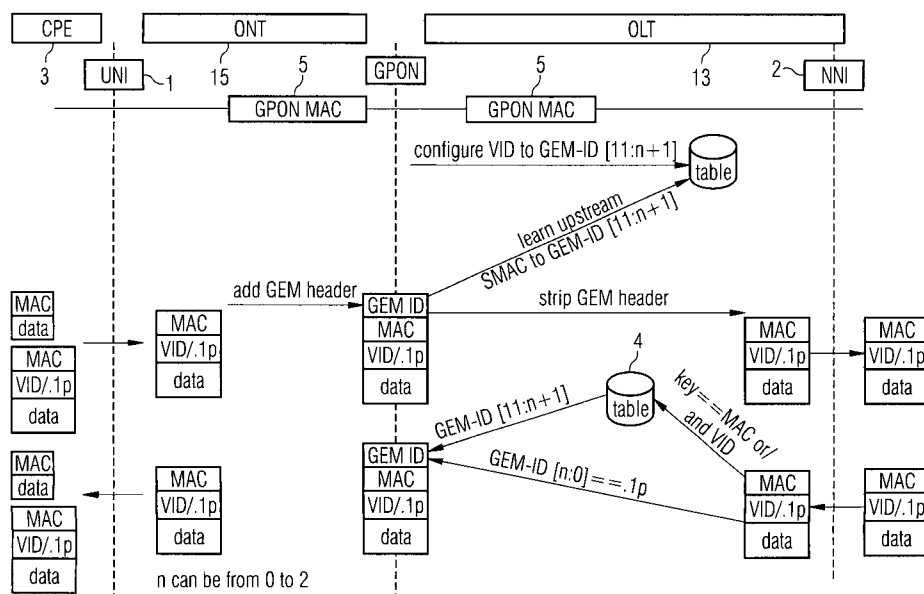 CPE
ONT
OLT
3
UNI
1
15
5
GPON
5
13
2
NNI
GPON MAC
GPON MAC
configure VID to GEM-ID [11:n+1]
table
learn upstream
SMAC to GEM-ID [11:n+1]
add GEM header
strip GEM header
MAC
data
MAC
VID/.1p
data
MAC
VID/.1p
data
GEM ID
MAC
VID/.1p
data
MAC
VID/.1p
data
MAC
VID/.1p
data
4
table
key==MAC or/
and VID
GEM-ID [11:n+1]
GEM-ID [n:0]==.1p
MAC
data
MAC
VID/.1p
data
MAC
VID/.1p
data
GEM ID
MAC
VID/.1p
data
MAC
VID/.1p
data
MAC
VID/.1p
data
n can be from 0 to 2